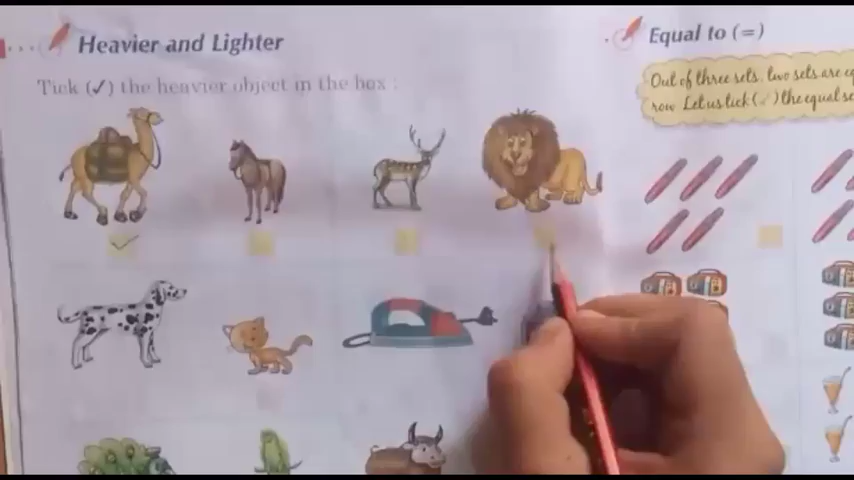 Heavier and Lighter
Tick (✓) the heavier object in the box :
Equal to (=)
Out of three sets, two sets are
row. Let us tick (✓) the equal